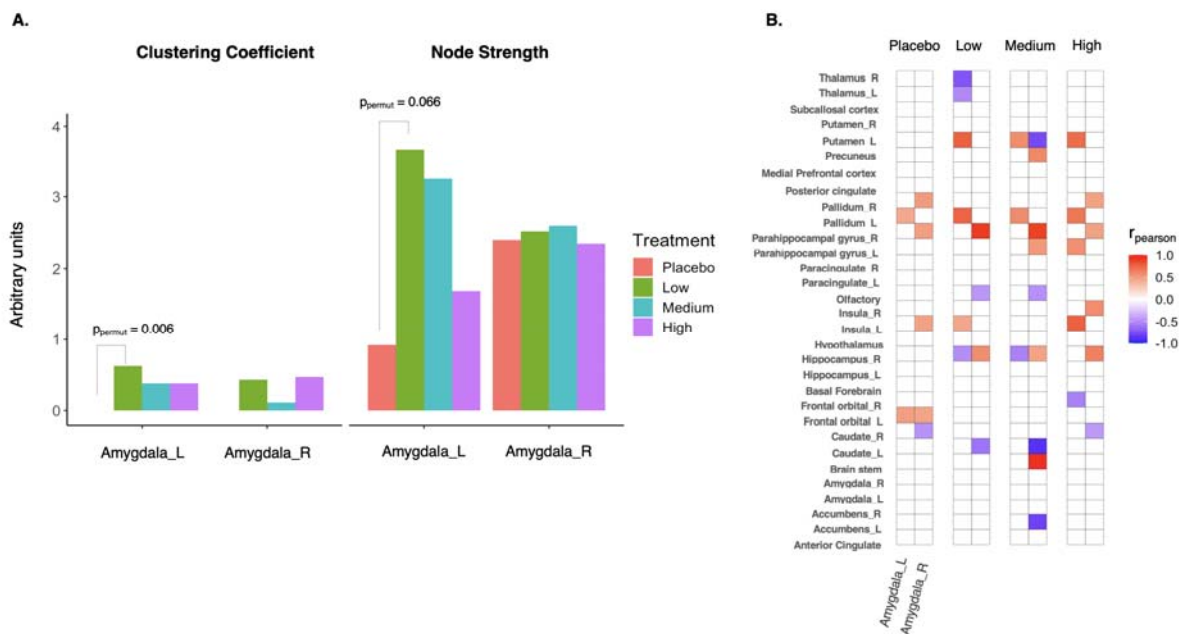 A.
Clustering Coefficient
Node Strength
p_permut = 0.006
p_permut = 0.066
Arbitrary units
4
3
2
1
0
Amygdala_L
Amygdala_R
Amygdala_L
Amygdala_R
Treatment
Placebo
Low
Medium
High
B.
Placebo Low Medium High
Thalamus_R
Thalamus_L
Subcallosal cortex
Putamen_R
Putamen_L
Precuneus
Medial Prefrontal cortex
Posterior cingulate
Pallidum_R
Pallidum_L
Parahippocampal gyrus_R
Parahippocampal gyrus_L
Paracingulate_R
Paracingulate_L
Olfactory
Insula_R
Insula_L
Hypothalamus
Hippocampus_R
Hippocampus_L
Basal Forebrain
Frontal orbital_R
Frontal orbital_L
Caudate_R
Caudate_L
Brain stem
Amygdala_R
Amygdala_L
Accumbens_R
Accumbens_L
Anterior Cingulate
Amygdala_L
Amygdala_R
r_pearson
1.0
0.5
0.0
-0.5
-1.0